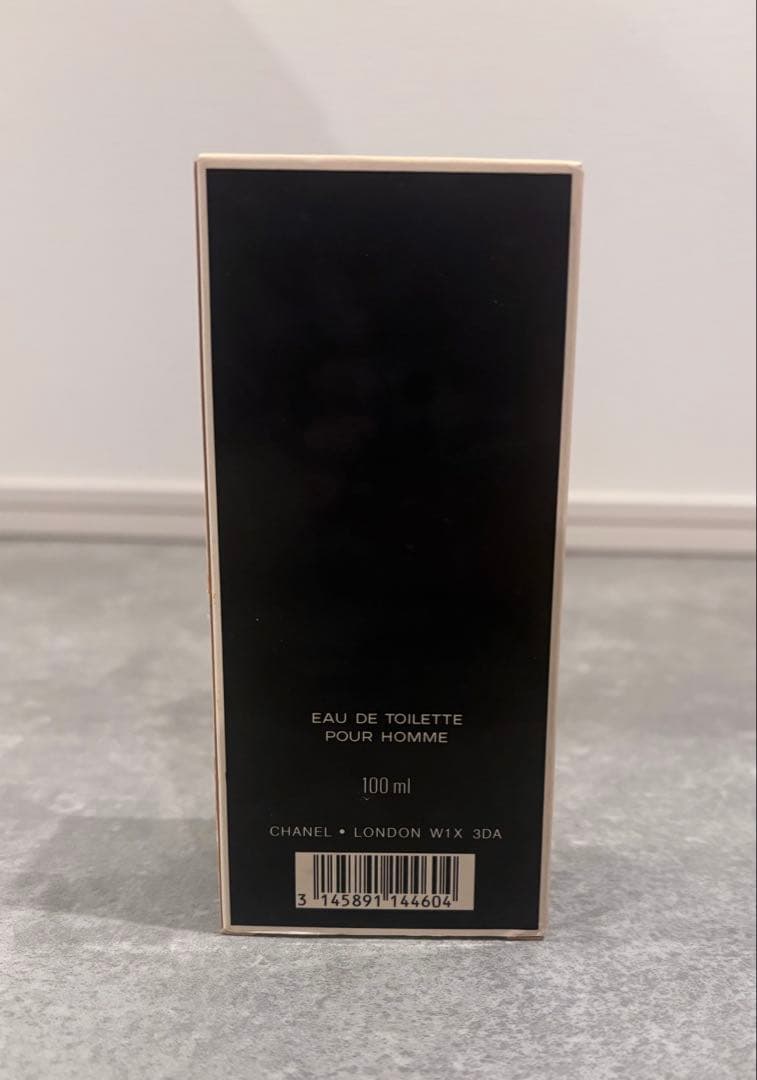 EAU DE TOILETTE
POUR HOMME
100 ml
CHANEL • LONDON W1X 3DA
3 145891 144604